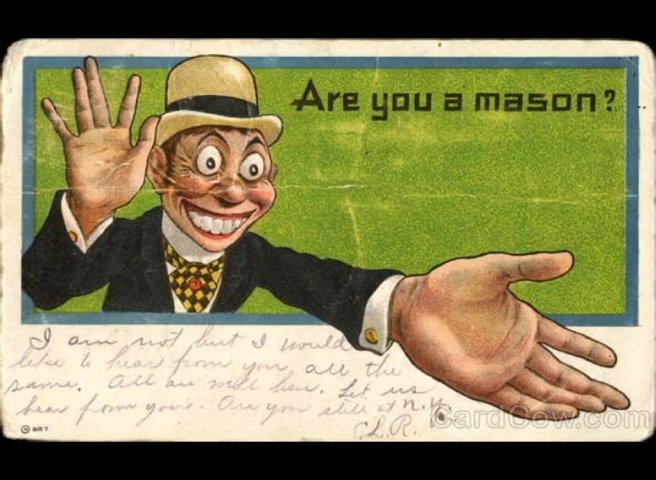 Are you a mason?
I am not but I would
like to hear from you all the
same. All are well here. Let us
hear from you. Are you still at N.Y.
C.L.R.
© 1907
CardCow.com